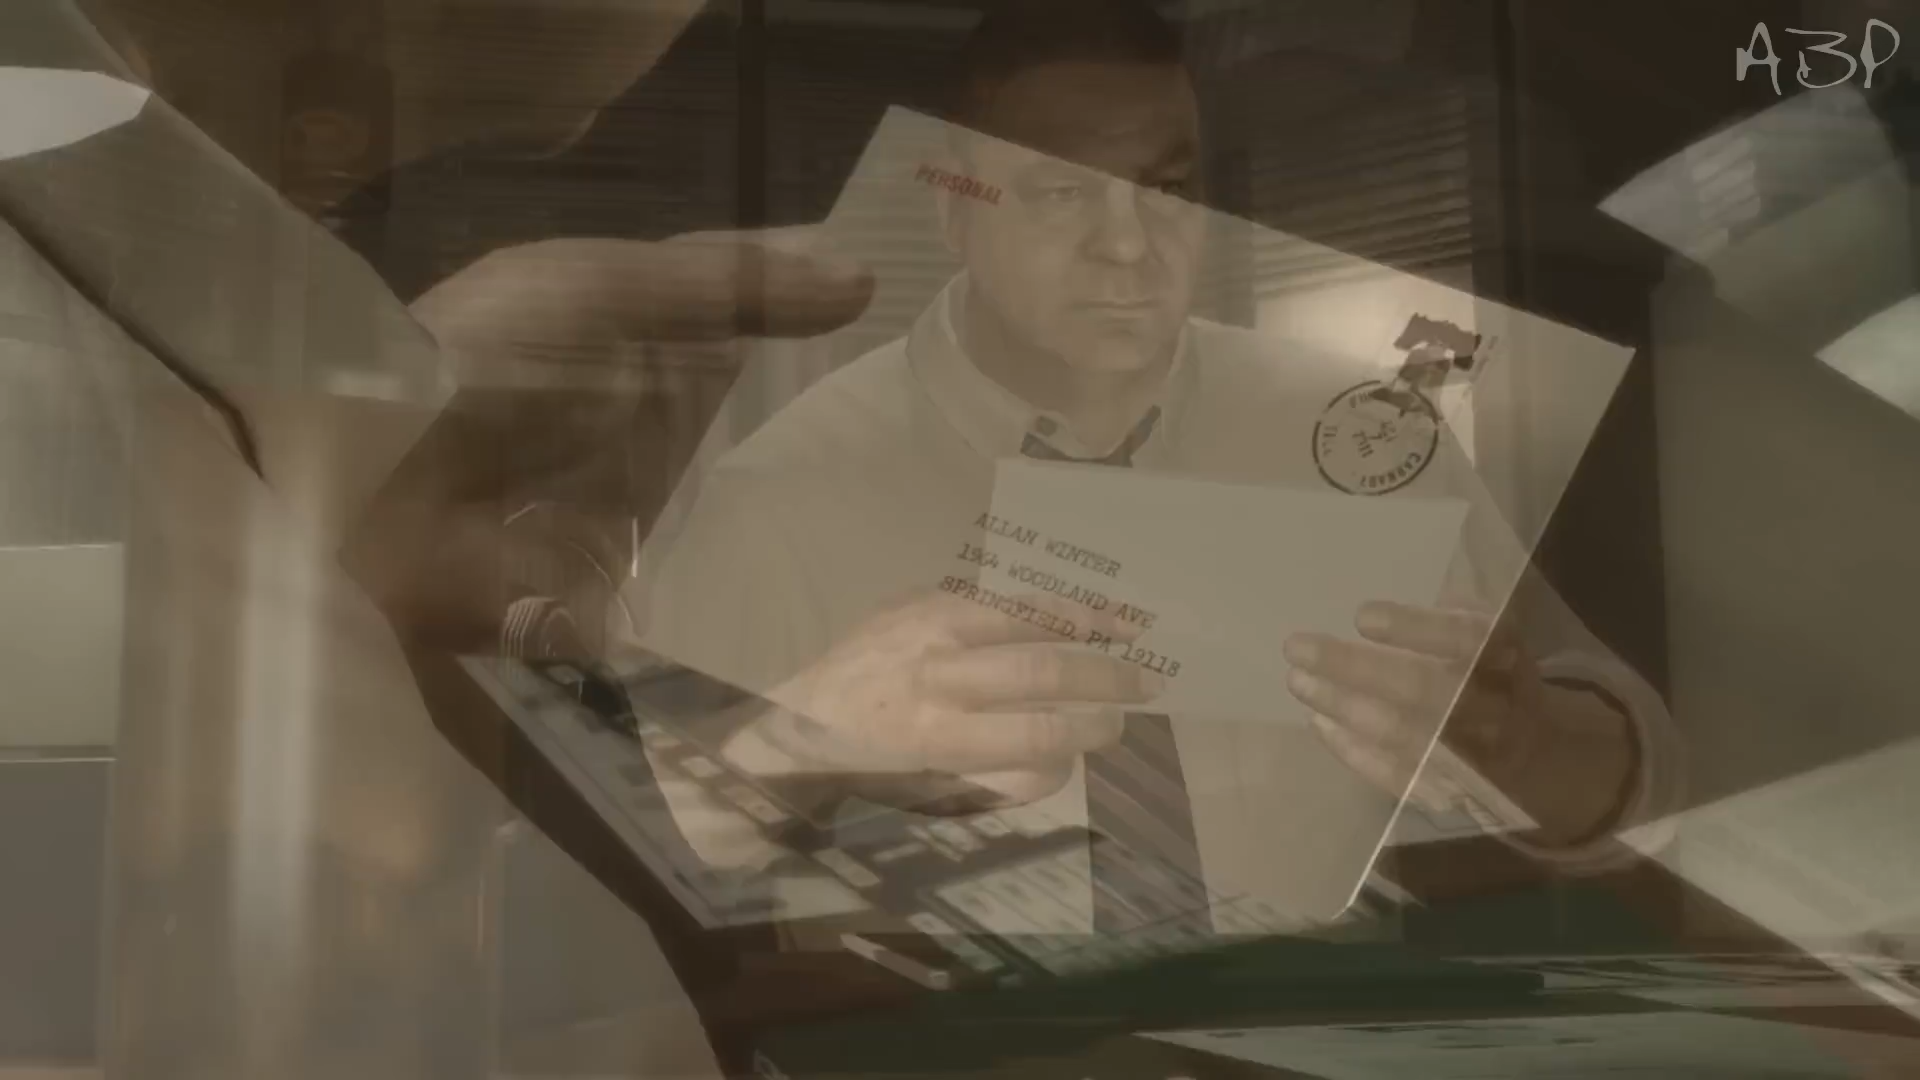 ABP
PERSONAL
ALLAN WINTER
1964 WOODLAND AVE
SPRINGFIELD, PA 19118